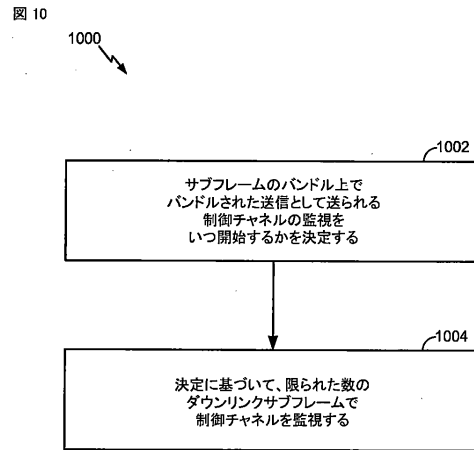 図 10
1000
1002
サブフレームのバンドル上で
バンドルされた送信として送られる
制御チャネルの監視を
いつ開始するかを決定する
1004
決定に基づいて、限られた数の
ダウンリンクサブフレームで
制御チャネルを監視する